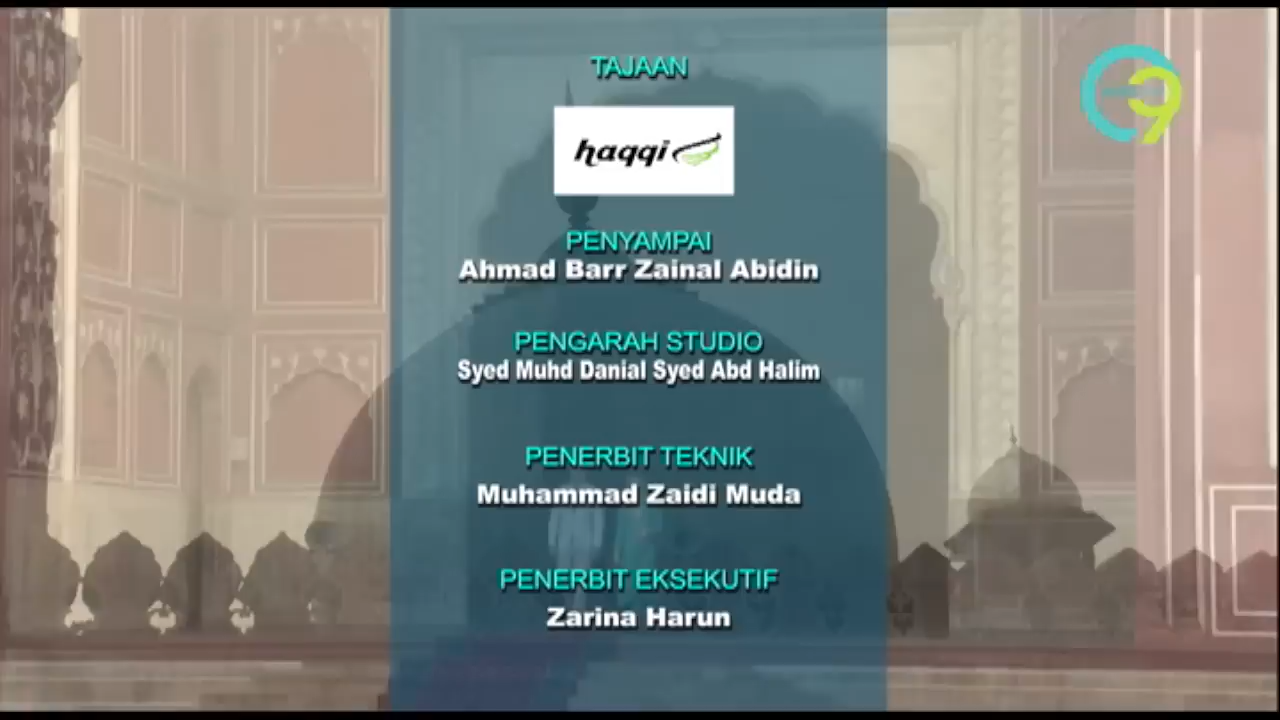 TAJAAN
haqqi
PENYAMPAI
Ahmad Barr Zainal Abidin
PENGARAH STUDIO
Syed Muhd Danial Syed Abd Halim
PENERBIT TEKNIK
Muhammad Zaidi Muda
PENERBIT EKSEKUTIF
Zarina Harun
9